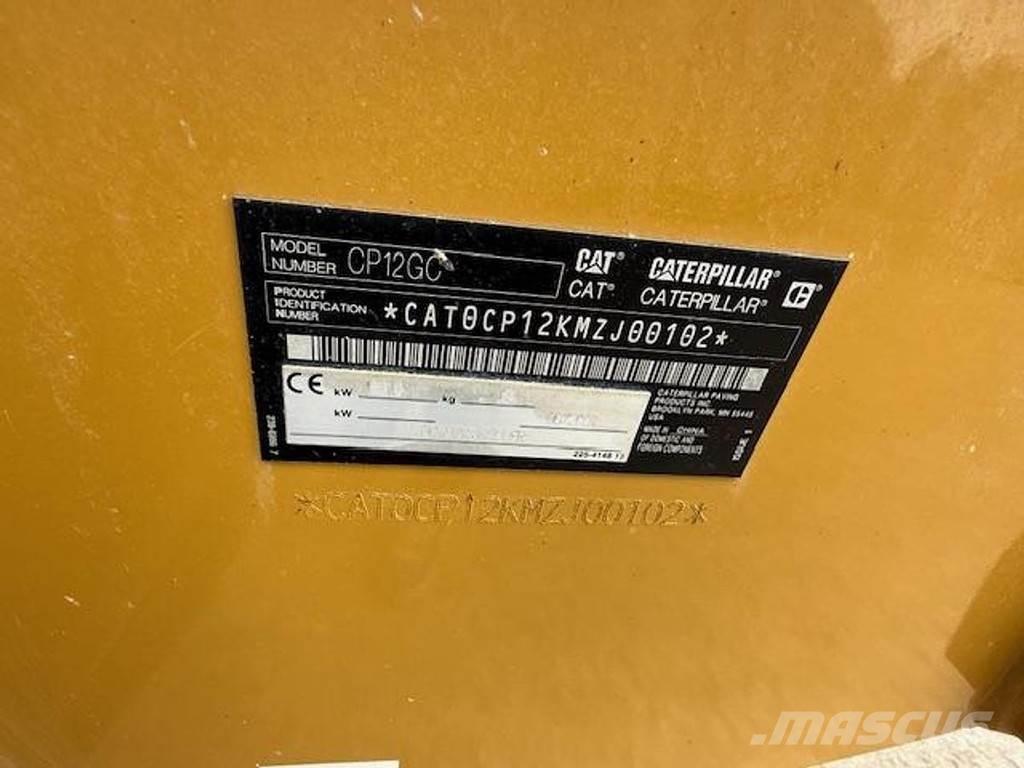 MODEL
NUMBER CP12GC
CAT® CATERPILLAR®
CAT® CATERPILLAR®
PRODUCT
IDENTIFICATION
NUMBER
*CAT0CP12KMZJ00102*
CE kW kg
kW
225-4148 13
CATERPILLAR PAVING
PRODUCTS INC.
BROOKLYN PARK, MN 55445
USA
MADE IN CHINA
OF DOMESTIC AND
FOREIGN COMPONENTS
*CAT0CP12KMZJ00102*
MASCUS